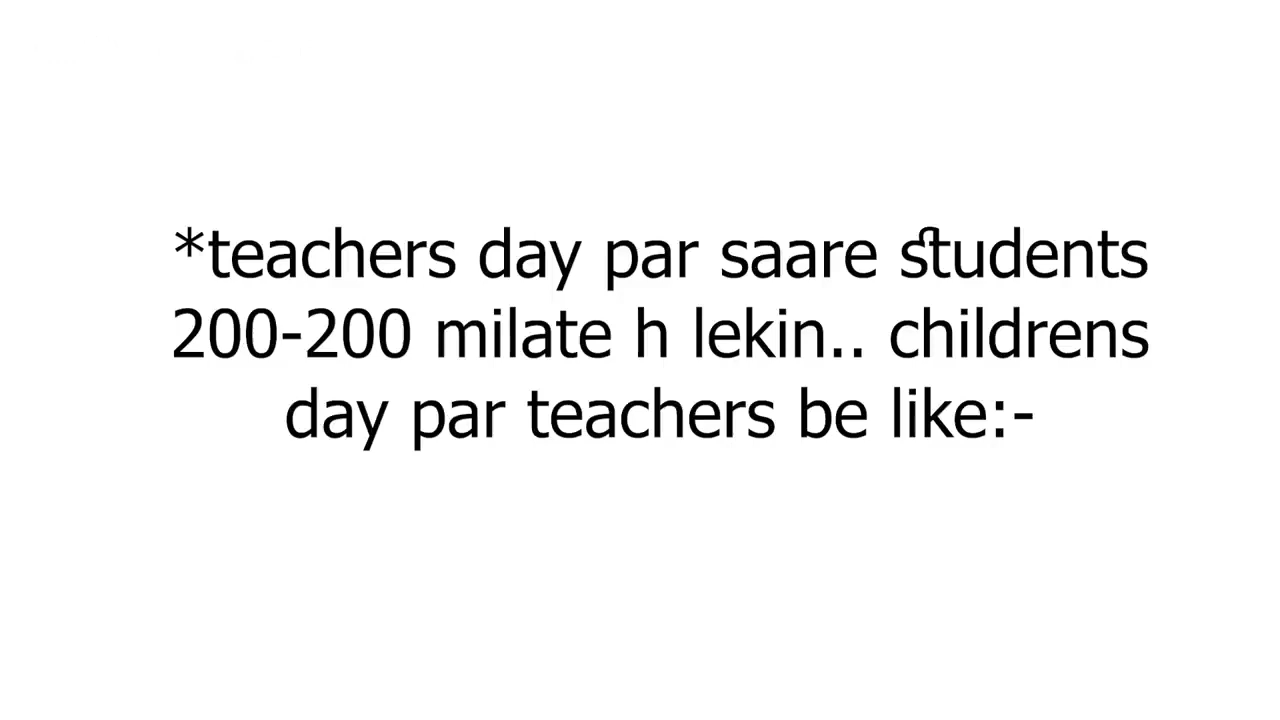 *teachers day par saare students
200-200 milate h lekin.. childrens
day par teachers be like:-